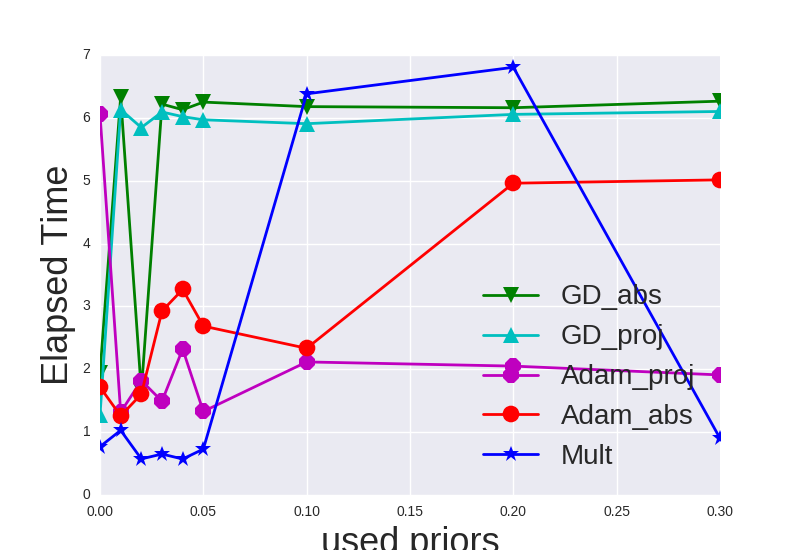 7
6
5
4
3
2
1
0
Elapsed Time
GD_abs
GD_proj
Adam_proj
Adam_abs
Mult
0.00 0.05 0.10 0.15 0.20 0.25 0.30
used priors